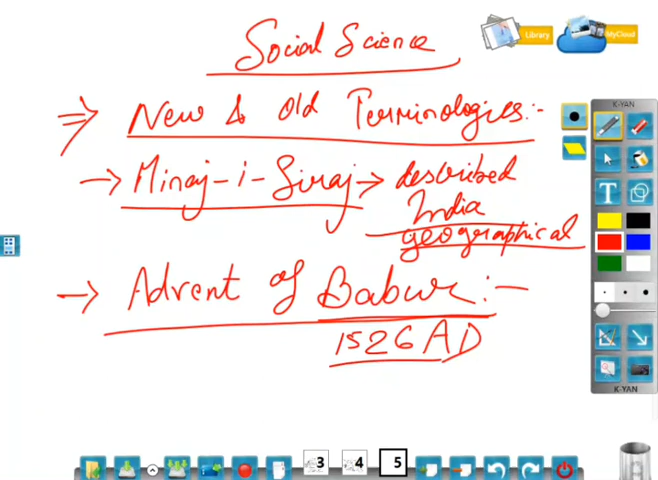 Social Science
Library
MyCloud
=> New & Old Terminologies:-
K-YAN
-> Minaj-i-Siraj -> described
India
geographical
-> Advent of Babur:-
1526 AD
T
K-YAN
3
4
5